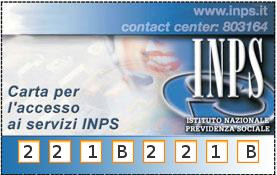 www.inps.it
contact center: 803164
INPS
ISTITUTO NAZIONALE
PREVIDENZA SOCIALE
Carta per
l'accesso
ai servizi INPS
2 2 1 B 2 2 1 B